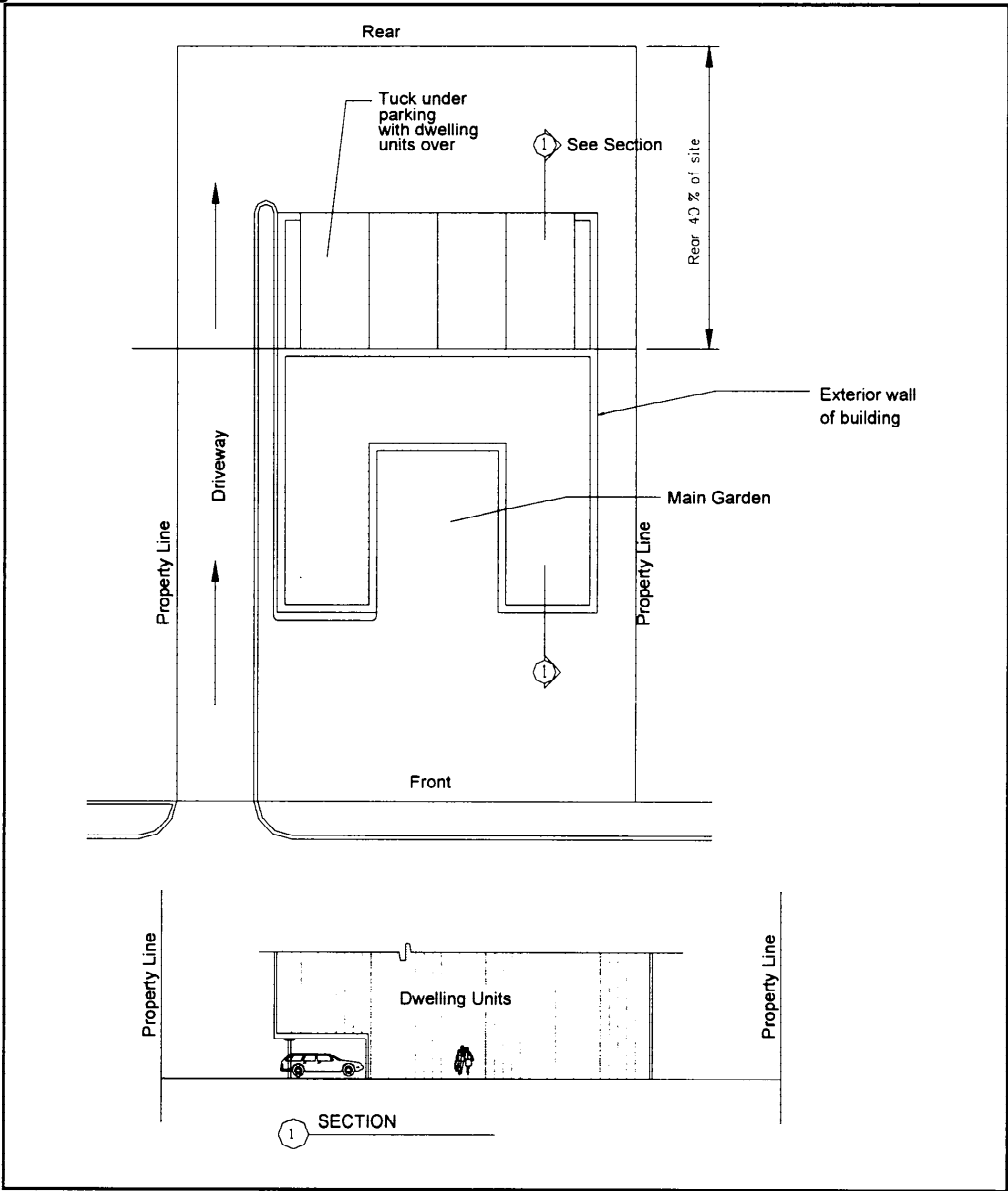 Rear
Tuck under
parking
with dwelling
units over
1
See Section
Rear 40 % of site
Exterior wall
of building
Driveway
Main Garden
Property Line
Property Line
1
Front
Property Line
Property Line
Dwelling Units
1
SECTION